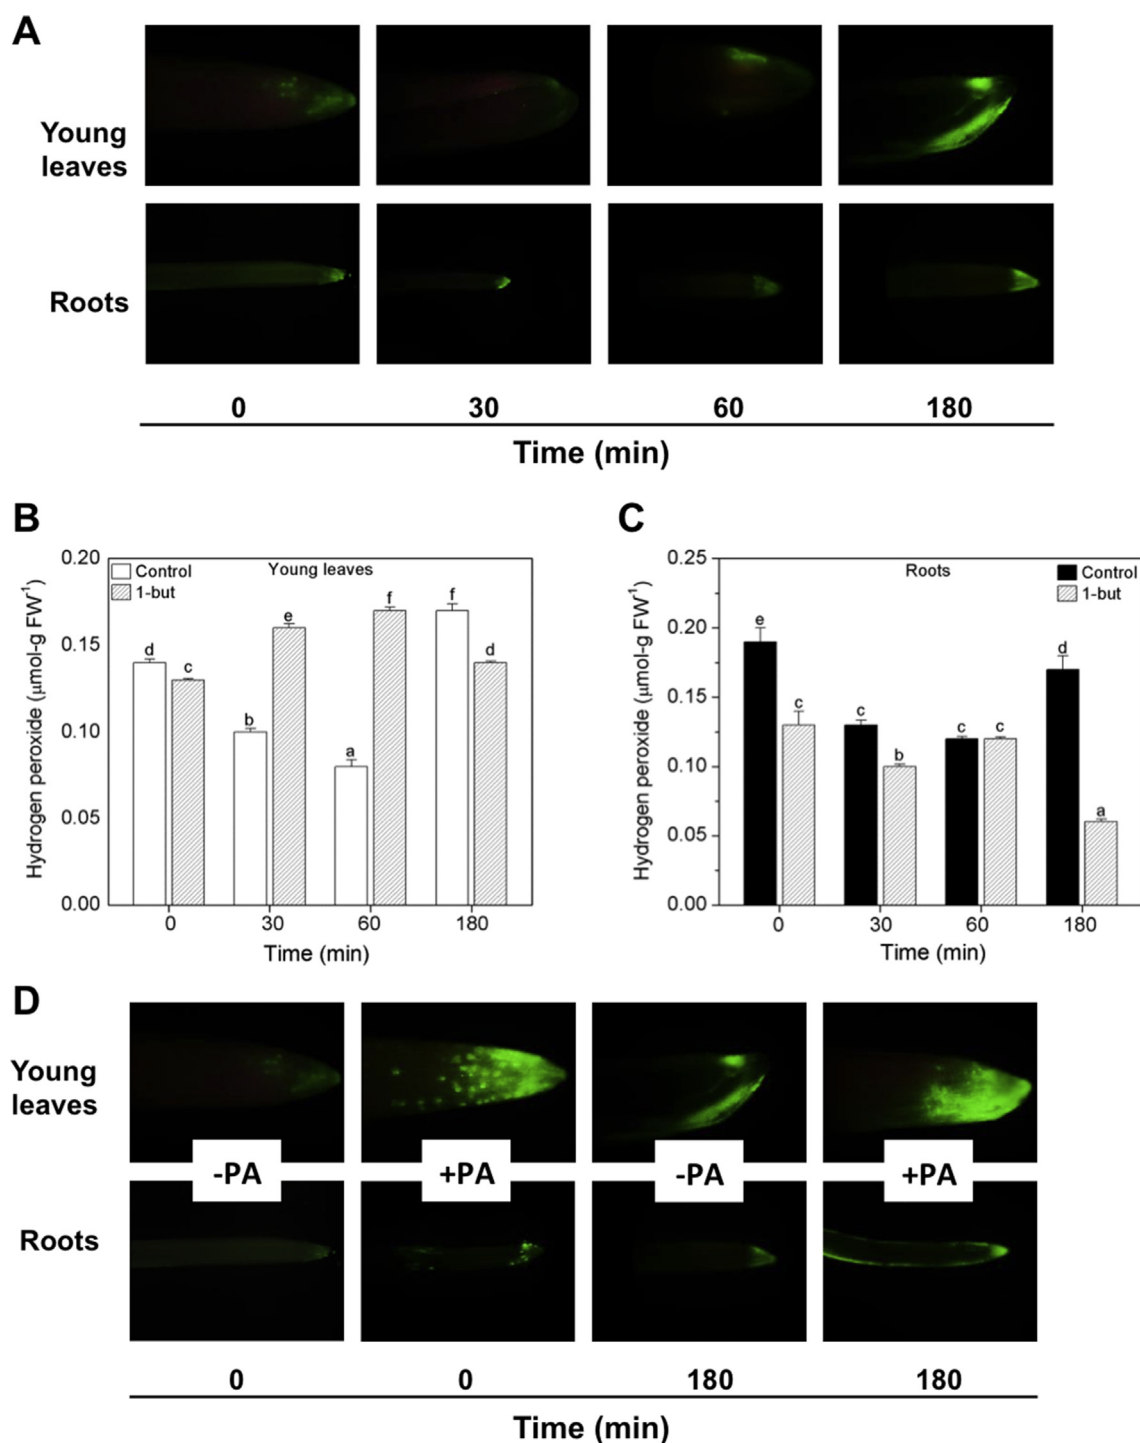 A
Young
leaves
Roots
0 30 60 180
Time (min)
B
Hydrogen peroxide (μmol-g FW⁻¹)
0.20
0.15
0.10
0.05
0.00
Control
1-but
Young leaves
d c b e a f f d
0 30 60 180
Time (min)
C
Hydrogen peroxide (μmol-g FW⁻¹)
0.25
0.20
0.15
0.10
0.05
0.00
Roots
Control
1-but
e c c b c c d a
0 30 60 180
Time (min)
D
Young
leaves
-PA +PA -PA +PA
Roots
0 0 180 180
Time (min)